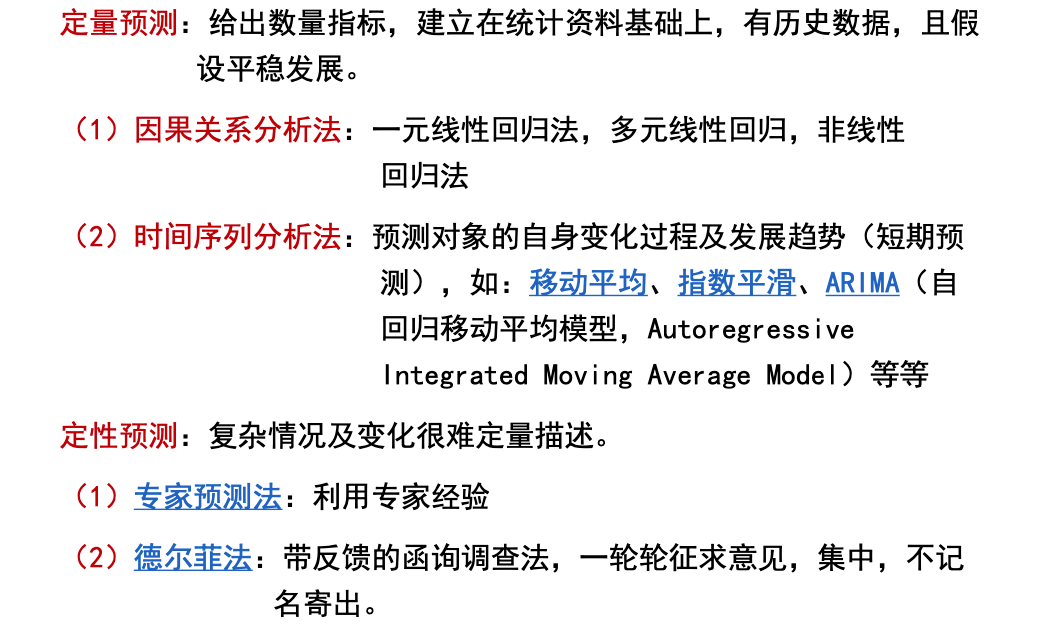 定量预测：给出数量指标，建立在统计资料基础上，有历史数据，且假
设平稳发展。
（1）因果关系分析法：一元线性回归法，多元线性回归，非线性
回归法
（2）时间序列分析法：预测对象的自身变化过程及发展趋势（短期预
测），如：移动平均、指数平滑、ARIMA（自
回归移动平均模型，Autoregressive
Integrated Moving Average Model）等等
定性预测：复杂情况及变化很难定量描述。
（1）专家预测法：利用专家经验
（2）德尔菲法：带反馈的函询调查法，一轮轮征求意见，集中，不记
名寄出。